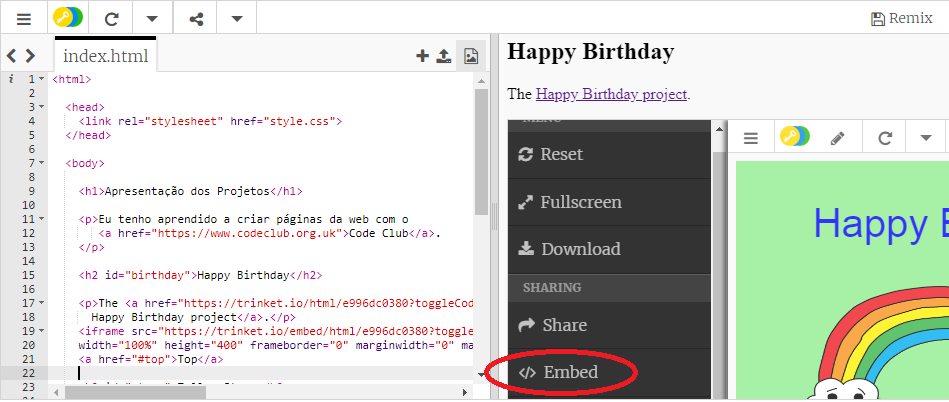 Remix
index.html
Happy Birthday
The Happy Birthday project.
i 1 <html>
2
3 <head>
4 <link rel="stylesheet" href="style.css">
5 </head>
6
7 <body>
8
9 <h1>Apresentação dos Projetos</h1>
10
11 <p>Eu tenho aprendido a criar páginas da web com o
12 <a href="https://www.codeclub.org.uk">Code Club</a>.
13 </p>
14
15 <h2 id="birthday">Happy Birthday</h2>
16
17 <p>The <a href="https://trinket.io/html/e996dc0380?toggleCod
18 Happy Birthday project</a>.</p>
19 <iframe src="https://trinket.io/embed/html/e996dc0380?toggle
20 width="100%" height="400" frameborder="0" marginwidth="0" ma
21 <a href="#top">Top</a>
22
23
MENU
Reset
Fullscreen
Download
SHARING
Share
</> Embed
Happy B